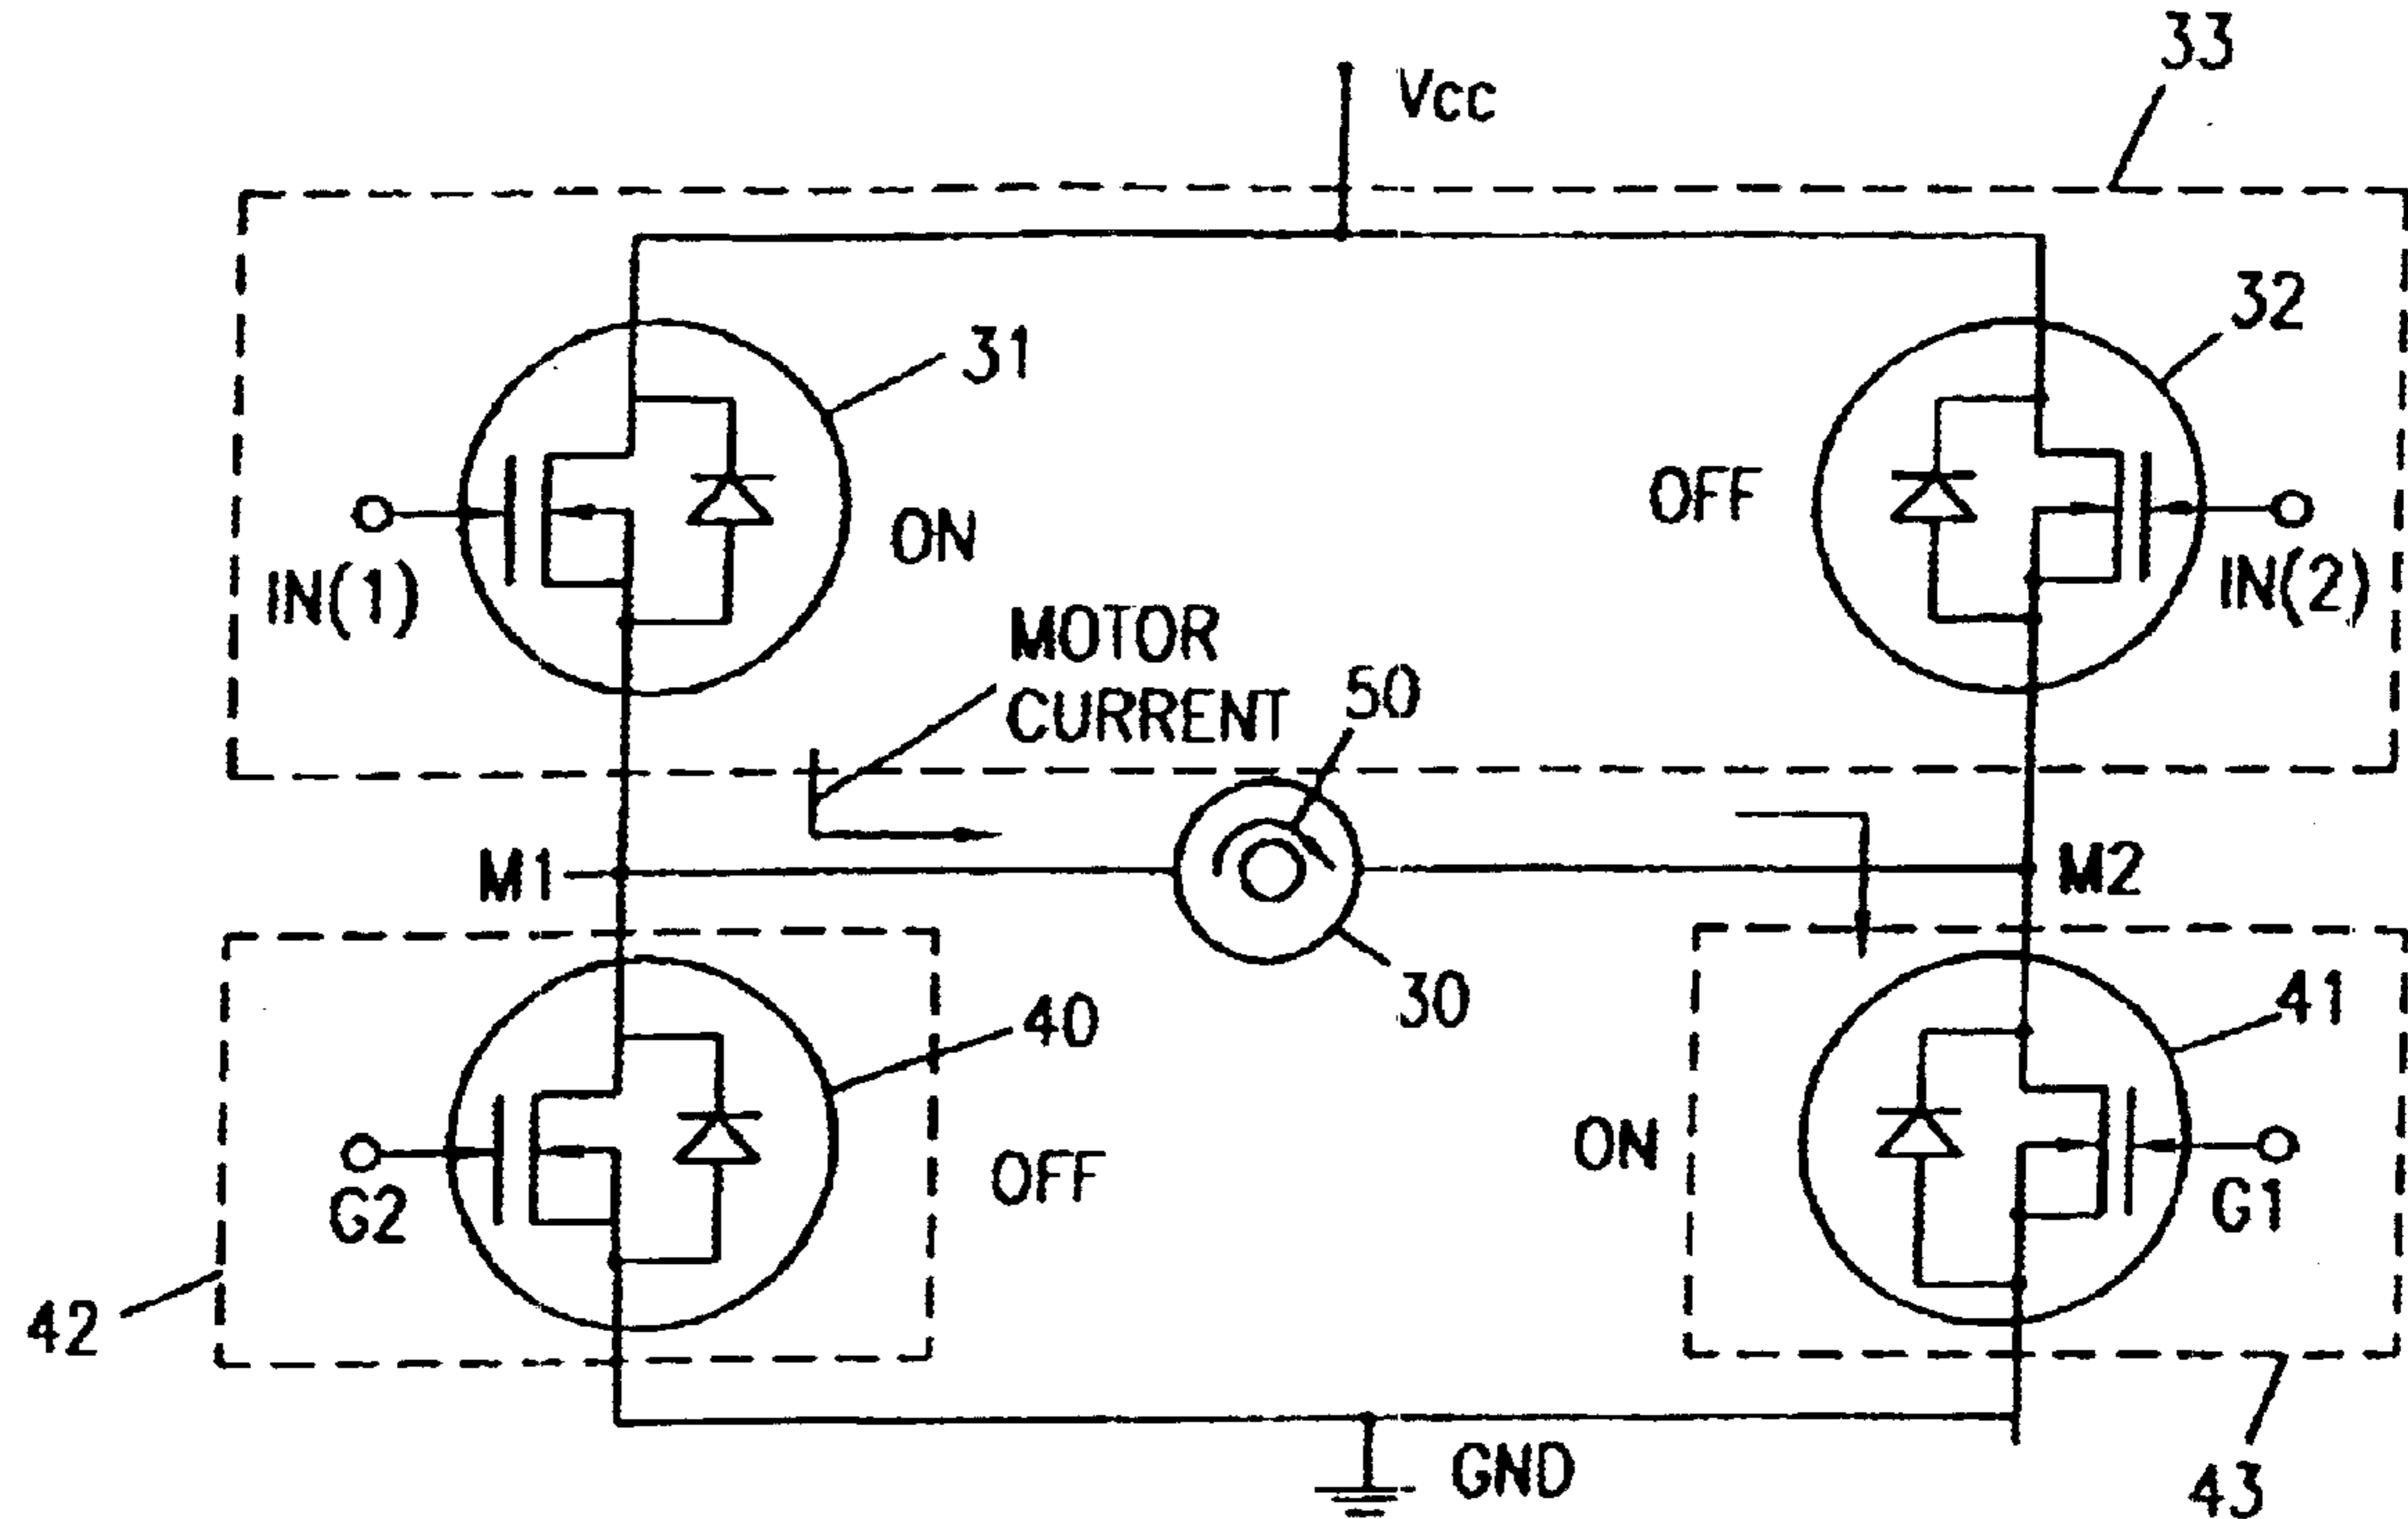 33
Vcc
32
31
OFF
ON
IN(1)
IN(2)
MOTOR
CURRENT
50
M1
M2
30
40
41
ON
OFF
G2
G1
42
GND
43